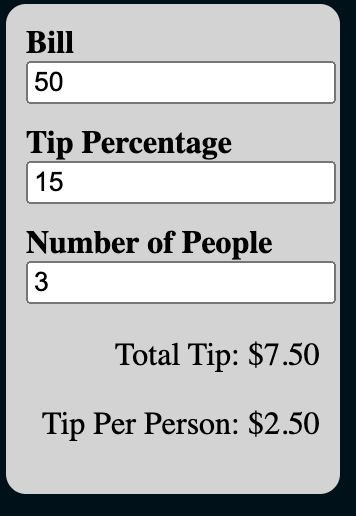 Bill
50
Tip Percentage
15
Number of People
3
Total Tip: $7.50
Tip Per Person: $2.50